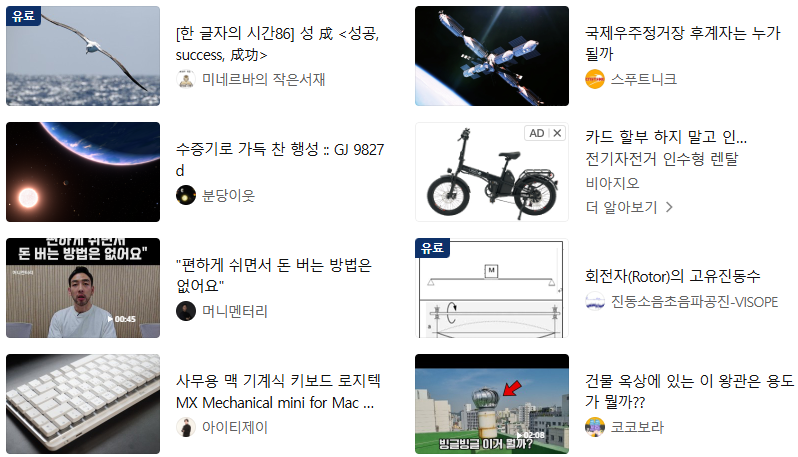 유료
[한 글자의 시간86] 성 成 <성공,
success, 成功>
미네르바의 작은서재
국제우주정거장 후계자는 누가
될까
스푸트니크
수증기로 가득 찬 행성 :: GJ 9827
d
분당이웃
AD
카드 할부 하지 말고 인...
전기자전거 인수형 렌탈
비아지오
더 알아보기
편하게 쉬면서
돈 버는 방법은 없어요"
머니멘터리
00:45
"편하게 쉬면서 돈 버는 방법은
없어요"
머니멘터리
유료
M
회전자(Rotor)의 고유진동수
진동소음초음파공진-VISOPE
사무용 맥 기계식 키보드 로지텍
MX Mechanical mini for Mac ...
아이티제이
빙글빙글 이거 뭘까?
02:08
건물 옥상에 있는 이 왕관은 용도
가 뭘까??
코코보라